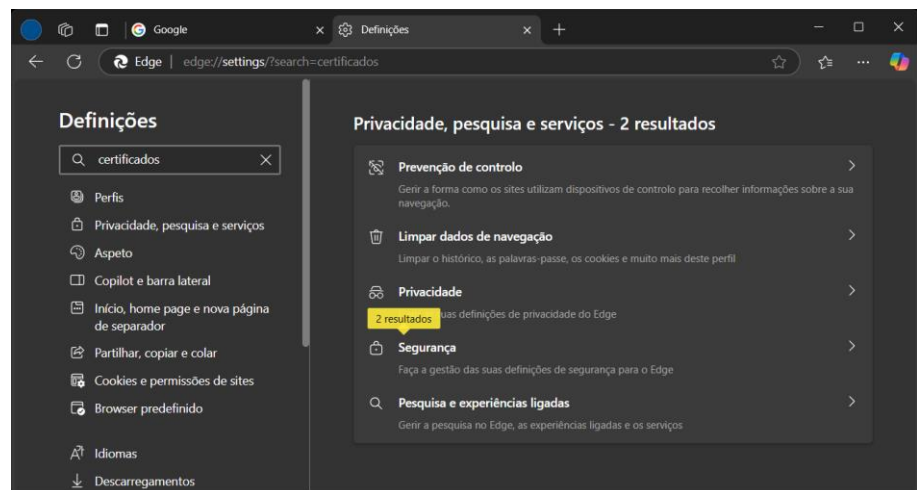 Google
Definições
Edge | edge://settings/?search=certificados
Definições
certificados
Perfis
Privacidade, pesquisa e serviços
Aspeto
Copilot e barra lateral
Início, home page e nova página
de separador
Partilhar, copiar e colar
Cookies e permissões de sites
Browser predefinido
Idiomas
Descarregamentos
Privacidade, pesquisa e serviços - 2 resultados
Prevenção de controlo
Gerir a forma como os sites utilizam dispositivos de controlo para recolher informações sobre a sua
navegação.
Limpar dados de navegação
Limpar o histórico, as palavras-passe, os cookies e muito mais deste perfil
Privacidade
2 resultados
suas definições de privacidade do Edge
Segurança
Faça a gestão das suas definições de segurança para o Edge
Pesquisa e experiências ligadas
Gerir a pesquisa no Edge, as experiências ligadas e os serviços